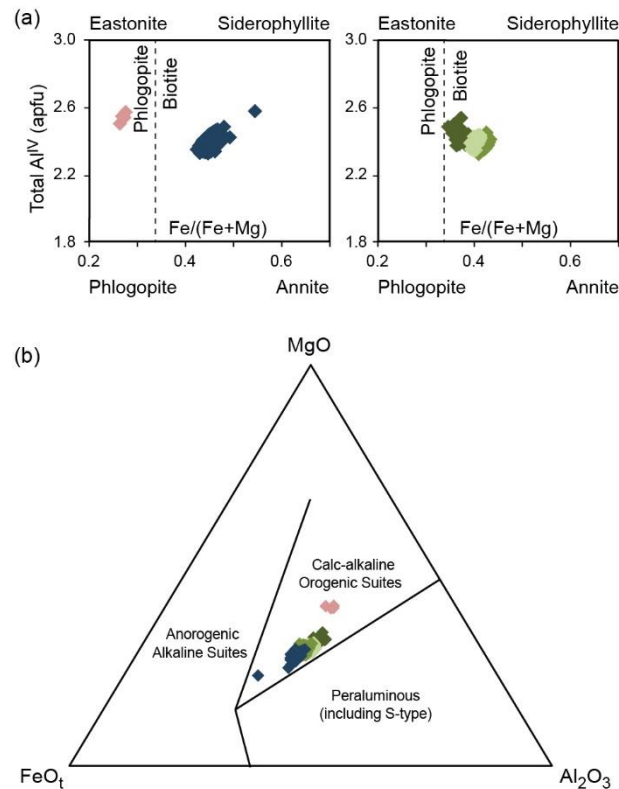 (a)
Eastonite Siderophyllite
Eastonite Siderophyllite
3.0
2.6
2.2
1.8
Total Al^IV (apfu)
Phlogopite
Biotite
Fe/(Fe+Mg)
0.2 0.4 0.6
Phlogopite Annite
3.0
2.6
2.2
1.8
Phlogopite
Biotite
Fe/(Fe+Mg)
0.2 0.4 0.6
Phlogopite Annite
(b)
MgO
Calc-alkaline
Orogenic Suites
Anorogenic
Alkaline Suites
Peraluminous
(including S-type)
FeOₜ
Al₂O₃